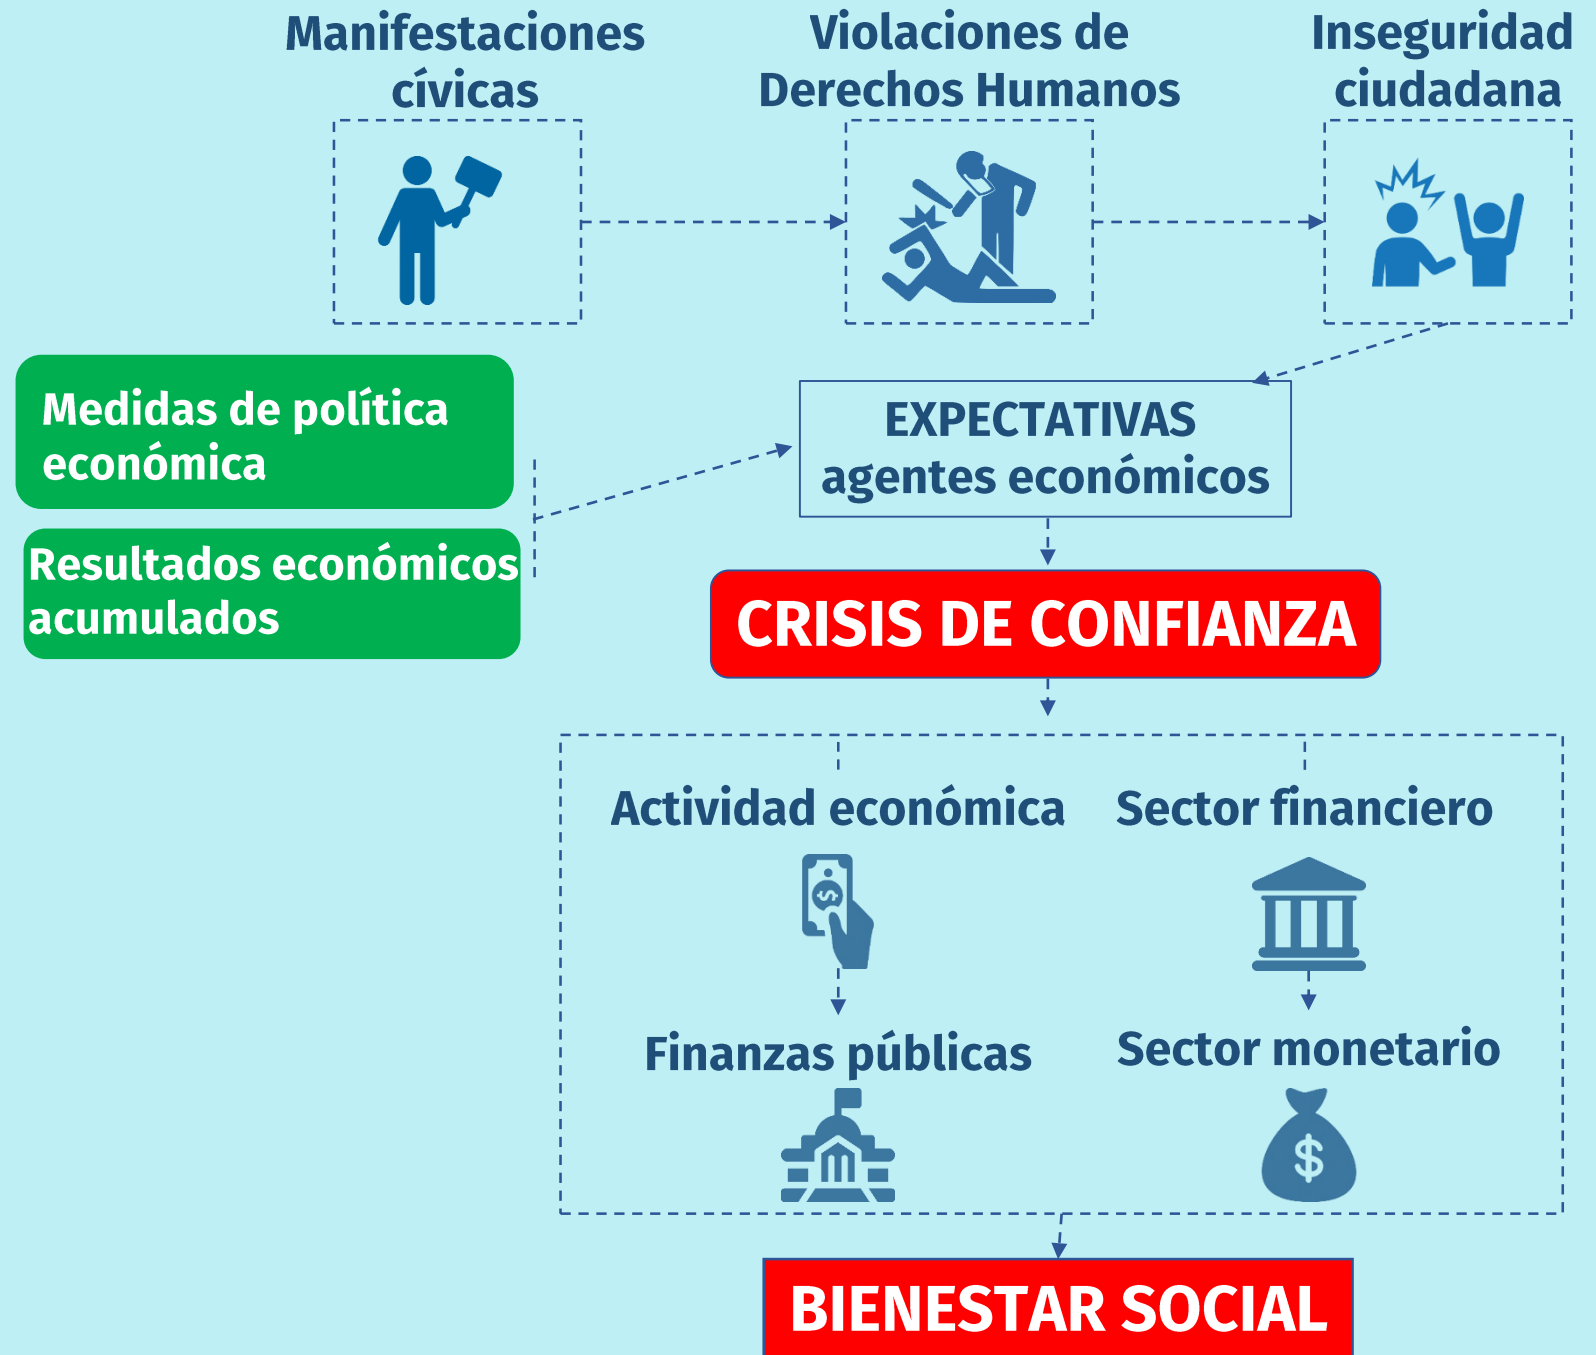 Manifestaciones
cívicas
Violaciones de
Derechos Humanos
Inseguridad
ciudadana
Medidas de política
económica
Resultados económicos
acumulados
EXPECTATIVAS
agentes económicos
CRISIS DE CONFIANZA
Actividad económica
Sector financiero
$
Finanzas públicas
Sector monetario
$
BIENESTAR SOCIAL